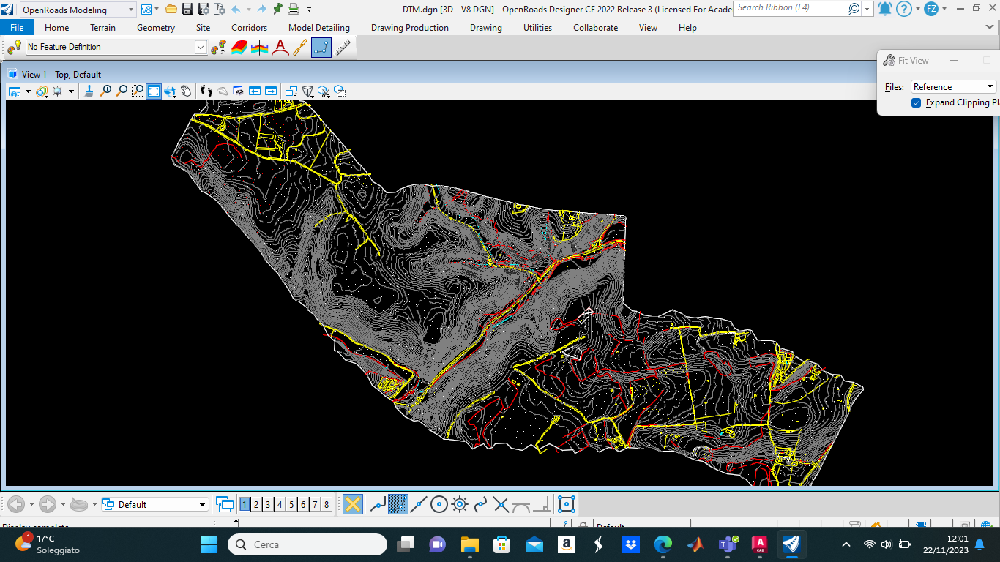 OpenRoads Modeling
DTM.dgn [3D - V8 DGN] - OpenRoads Designer CE 2022 Release 3 (Licensed For Acade
Search Ribbon (F4)
FZ
File Home Terrain Geometry Site Corridors Model Detailing Drawing Production Drawing Utilities Collaborate View Help
No Feature Definition
Fit View
View 1 - Top, Default
Files: Reference
Expand Clipping Pl
Default
1 2 3 4 5 6 7 8
Display complete
Default
1
17°C
Soleggiato
Cerca
12:01
22/11/2023